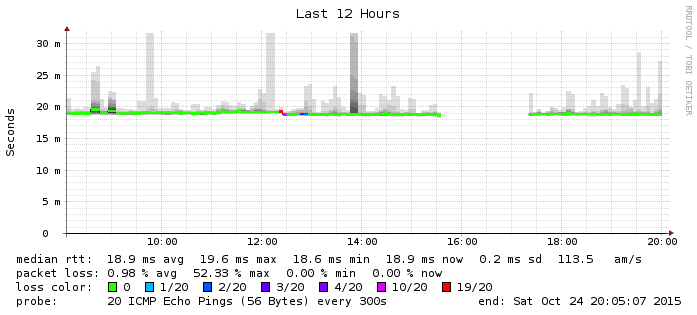 Last 12 Hours
RRDTOOL / TOBI OETIKER
Seconds
30 m
25 m
20 m
15 m
10 m
5 m
0
10:00 12:00 14:00 16:00 18:00 20:00
median rtt: 18.9 ms avg 19.6 ms max 18.6 ms min 18.9 ms now 0.2 ms sd 113.5 am/s
packet loss: 0.98 % avg 52.33 % max 0.00 % min 0.00 % now
loss color: 0 1/20 2/20 3/20 4/20 10/20 19/20
probe: 20 ICMP Echo Pings (56 Bytes) every 300s end: Sat Oct 24 20:05:07 2015